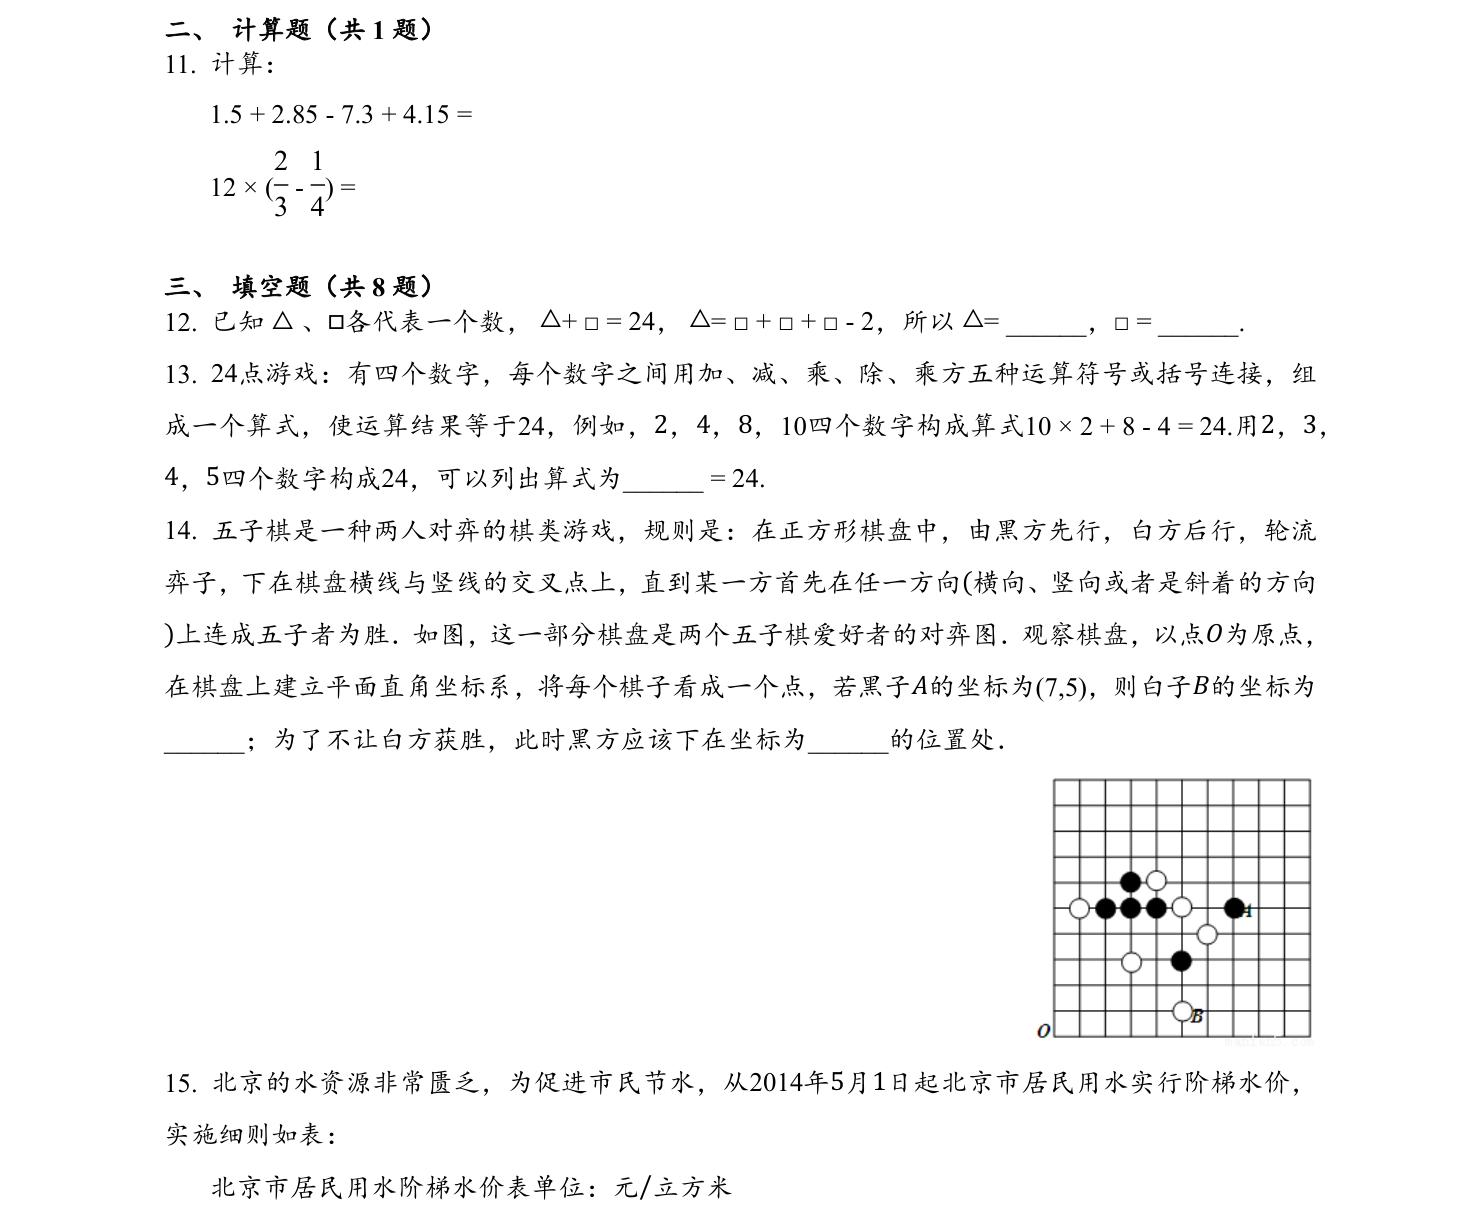 二、 计算题（共 1 题）
11. 计算：
1.5 + 2.85 - 7.3 + 4.15 =
12 × (2/3 - 1/4) =
三、 填空题（共 8 题）
12. 已知 △ 、□各代表一个数， △+ □ = 24， △= □ + □ + □ - 2，所以 △= ______，□ = ______.
13. 24点游戏：有四个数字，每个数字之间用加、减、乘、除、乘方五种运算符号或括号连接，组
成一个算式，使运算结果等于24，例如，2，4，8，10四个数字构成算式10 × 2 + 8 - 4 = 24.用2，3，
4，5四个数字构成24，可以列出算式为______ = 24.
14. 五子棋是一种两人对弈的棋类游戏，规则是：在正方形棋盘中，由黑方先行，白方后行，轮流
弈子，下在棋盘横线与竖线的交叉点上，直到某一方首先在任一方向(横向、竖向或者是斜着的方向
)上连成五子者为胜．如图，这一部分棋盘是两个五子棋爱好者的对弈图．观察棋盘，以点O为原点，
在棋盘上建立平面直角坐标系，将每个棋子看成一个点，若黑子A的坐标为(7,5)，则白子B的坐标为
______；为了不让白方获胜，此时黑方应该下在坐标为______的位置处．
A
B
O
15. 北京的水资源非常匮乏，为促进市民节水，从2014年5月1日起北京市居民用水实行阶梯水价，
实施细则如表：
北京市居民用水阶梯水价表单位：元/立方米